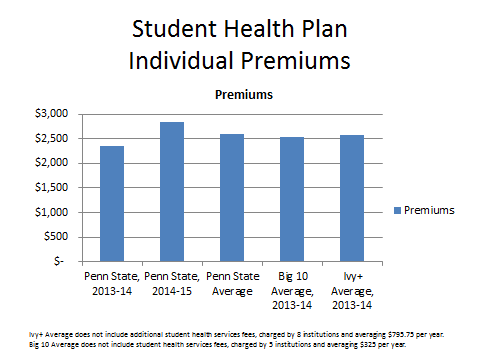 Student Health Plan
Individual Premiums
Premiums
$3,000
$2,500
$2,000
$1,500
$1,000
$500
$-
Penn State, 2013-14
Penn State, 2014-15
Penn State Average
Big 10 Average, 2013-14
Ivy+ Average, 2013-14
Premiums
Ivy+ Average does not include additional student health services fees, charged by 8 institutions and averaging $795.75 per year.
Big 10 Average does not include student health services fees, charged by 5 institutions and averaging $325 per year.